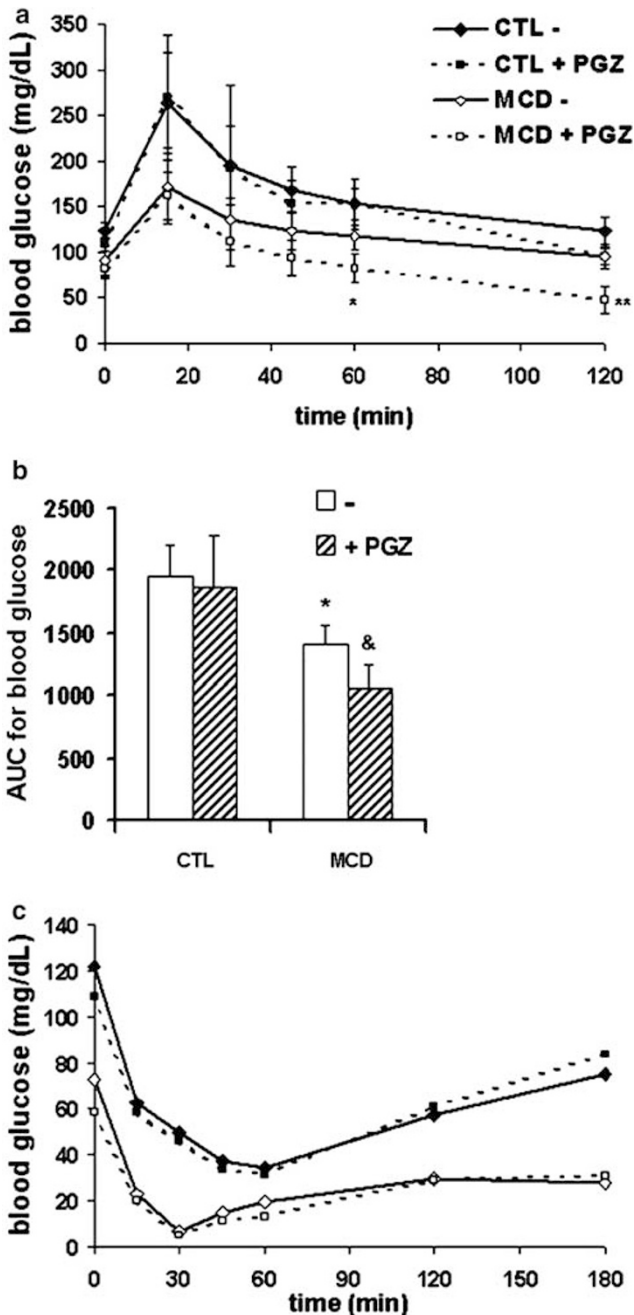 a
blood glucose (mg/dL)
350
300
250
200
150
100
50
0
CTL -
CTL + PGZ
MCD -
MCD + PGZ
*
**
0 20 40 60 80 100 120
time (min)
b
AUC for blood glucose
2500
2000
1500
1000
500
0
-
+ PGZ
*
&
CTL MCD
c
blood glucose (mg/dL)
140
120
100
80
60
40
20
0
0 30 60 90 120 150 180
time (min)